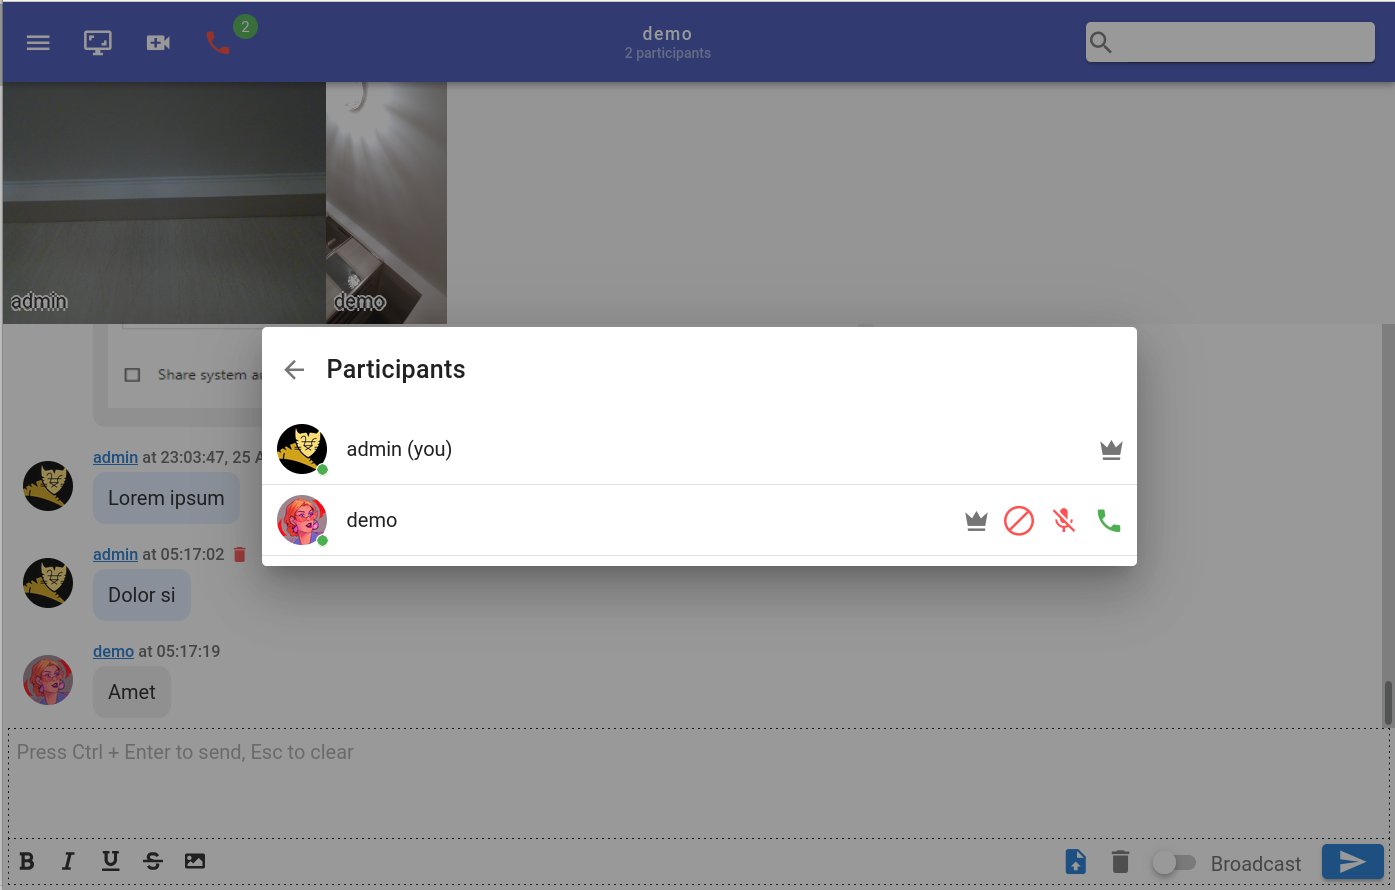 2
demo
2 participants
admin
demo
Participants
admin (you)
demo
Share system au
admin at 23:03:47, 25 A
Lorem ipsum
admin at 05:17:02
Dolor si
demo at 05:17:19
Amet
Press Ctrl + Enter to send, Esc to clear
B I U S
Broadcast